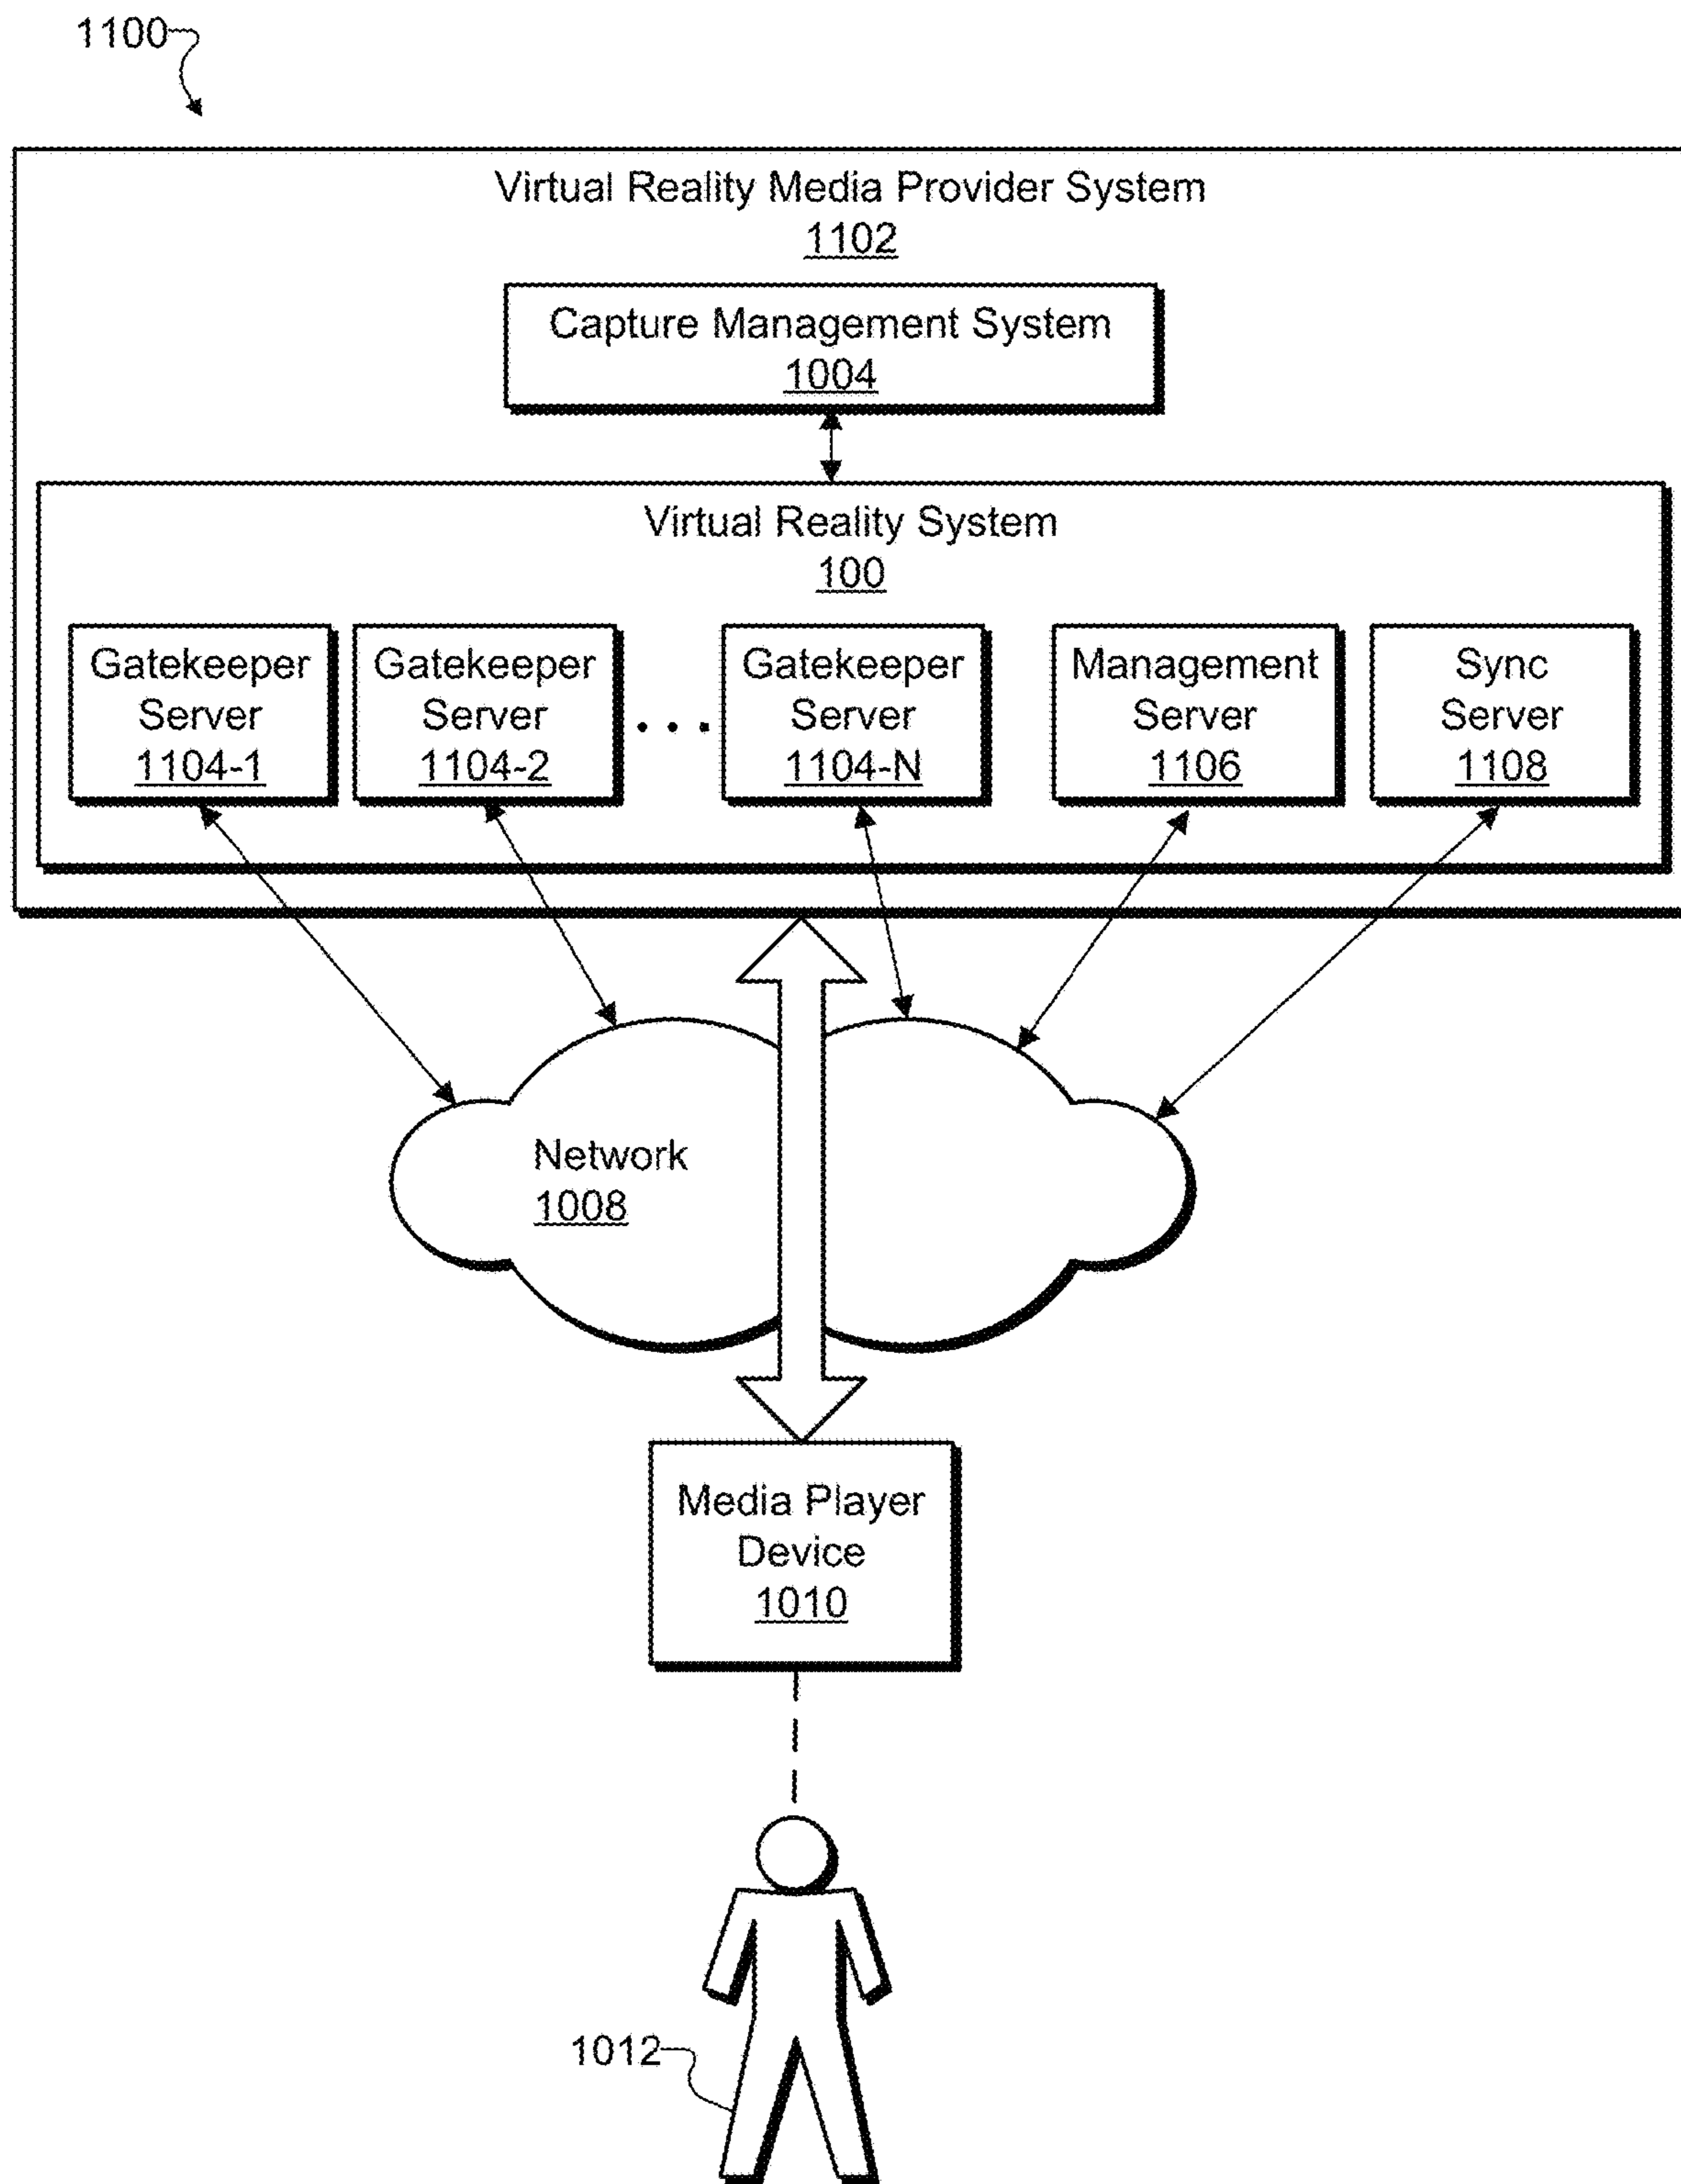 1100
Virtual Reality Media Provider System
1102
Capture Management System
1004
Virtual Reality System
100
Gatekeeper
Server
1104-1
Gatekeeper
Server
1104-2
• • •
Gatekeeper
Server
1104-N
Management
Server
1106
Sync
Server
1108
Network
1008
Media Player
Device
1010
1012